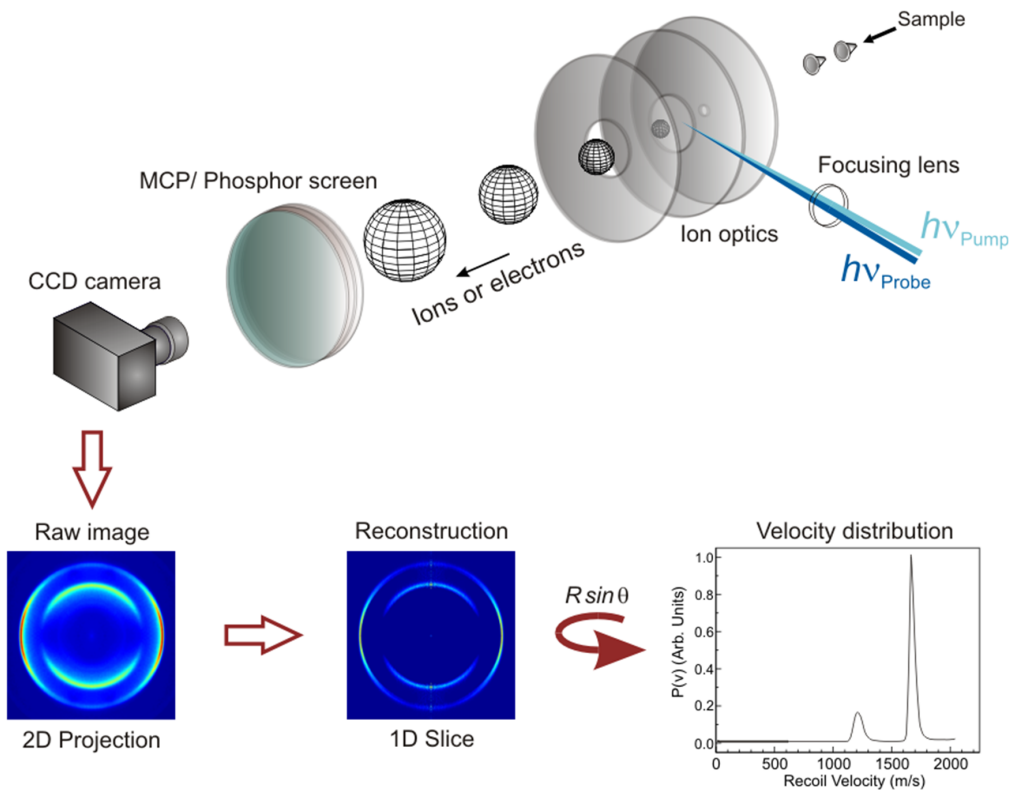 Sample
Focusing lens
MCP/ Phosphor screen
Ion optics
hνPump
hνProbe
Ions or electrons
CCD camera
Raw image
Reconstruction
Velocity distribution
R sin θ
2D Projection
1D Slice
P(v) (Arb. Units)
1.0
0.8
0.6
0.4
0.2
0.0
0 500 1000 1500 2000
Recoil Velocity (m/s)